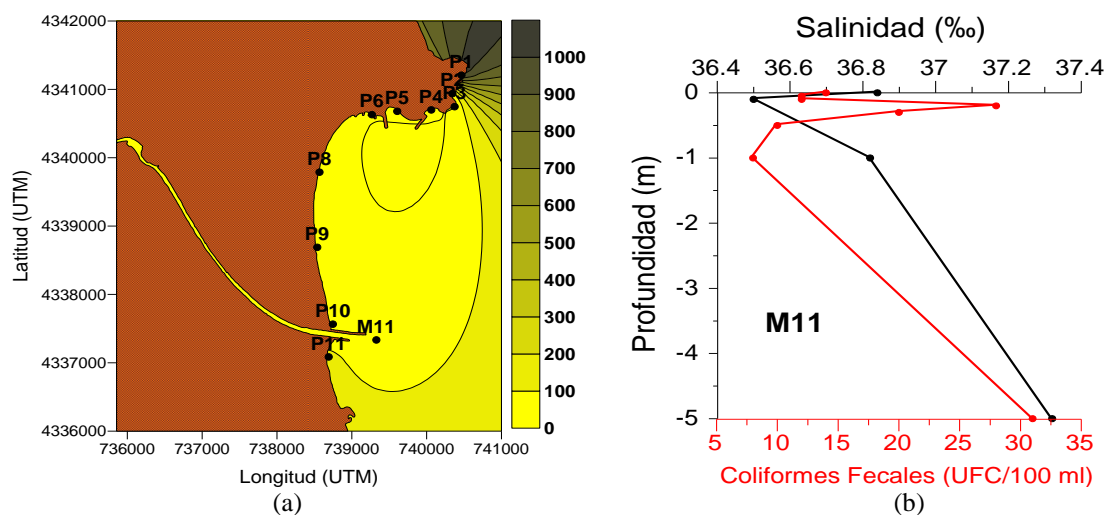 4342000
4341000
4340000
4339000
4338000
4337000
4336000
Latitud (UTM)
736000 737000 738000 739000 740000 741000
Longitud (UTM)
P1
P2
P3
P4
P5
P6
P8
P9
P10
M11
P11
1000
900
800
700
600
500
400
300
200
100
0
(a)
Salinidad (‰)
36.4 36.6 36.8 37 37.2 37.4
0
-1
-2
-3
-4
-5
Profundidad (m)
M11
5 10 15 20 25 30 35
Coliformes Fecales (UFC/100 ml)
(b)